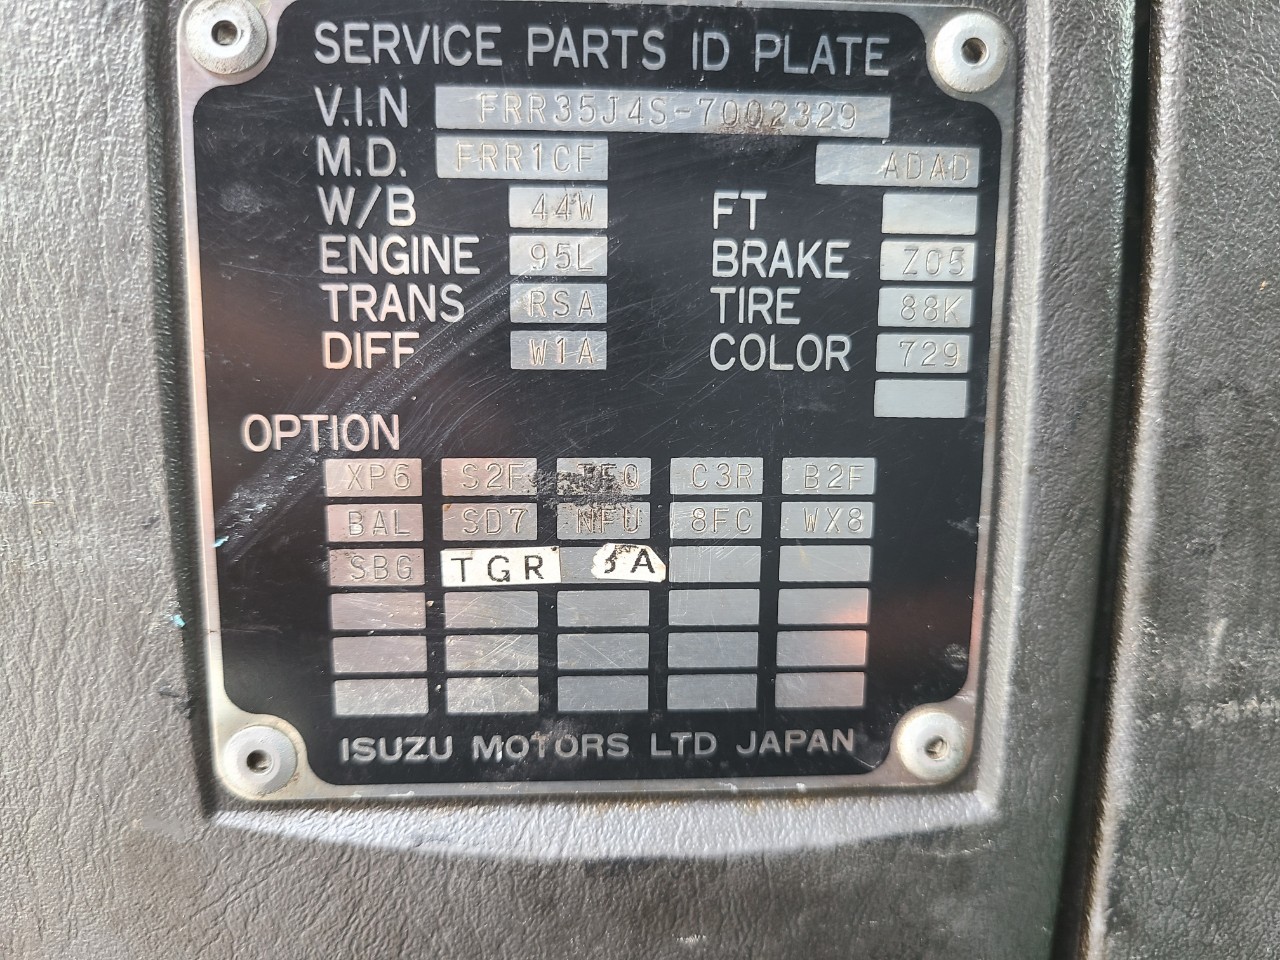 SERVICE PARTS ID PLATE
V.I.N FRR35J4S-7002329
M.D. FRR1CF ADAD
W/B 44W FT
ENGINE 95L BRAKE Z05
TRANS RSA TIRE 88K
DIFF W1A COLOR 729
OPTION
XP6 S2F C3R B2F
BAL SD7 NFU 8FC WX8
SBG TGR A
ISUZU MOTORS LTD JAPAN